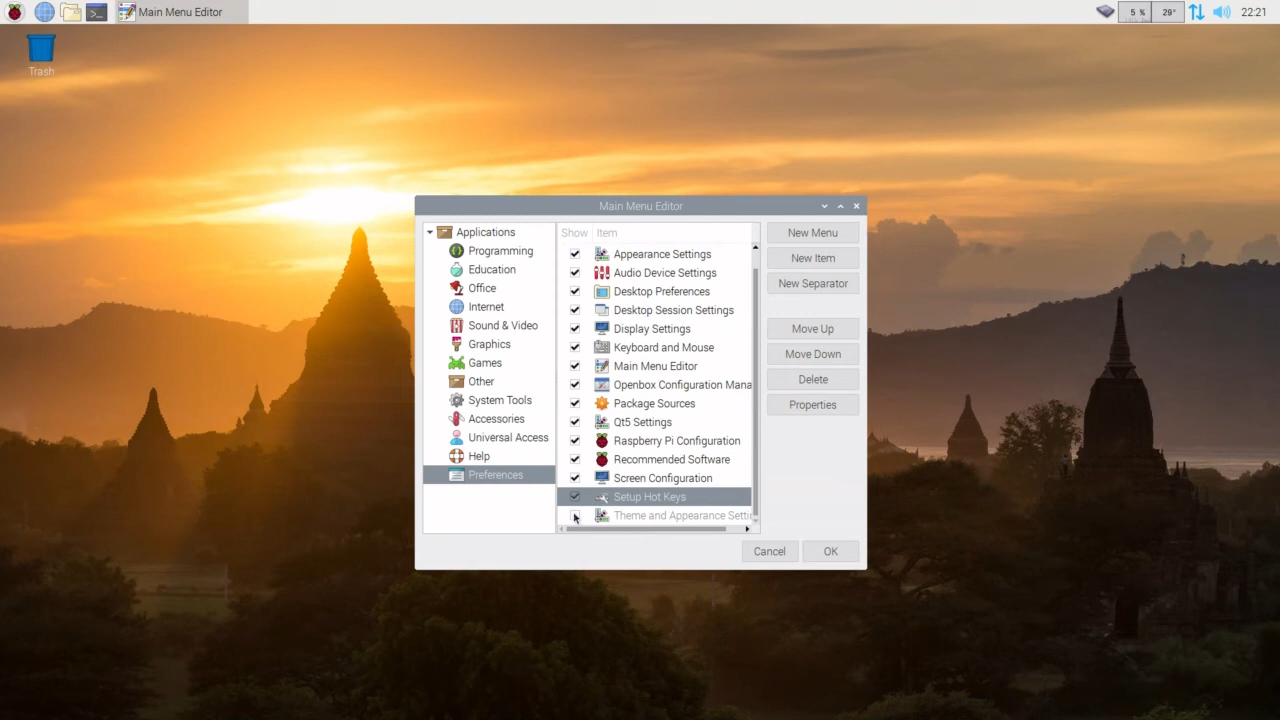 Main Menu Editor
5 %
29°
22:21
Trash
Main Menu Editor
Applications
Programming
Education
Office
Internet
Sound & Video
Graphics
Games
Other
System Tools
Accessories
Universal Access
Help
Preferences
Show Item
Appearance Settings
Audio Device Settings
Desktop Preferences
Desktop Session Settings
Display Settings
Keyboard and Mouse
Main Menu Editor
Openbox Configuration Mana
Package Sources
Qt5 Settings
Raspberry Pi Configuration
Recommended Software
Screen Configuration
Setup Hot Keys
Theme and Appearance Setti
New Menu
New Item
New Separator
Move Up
Move Down
Delete
Properties
Cancel
OK